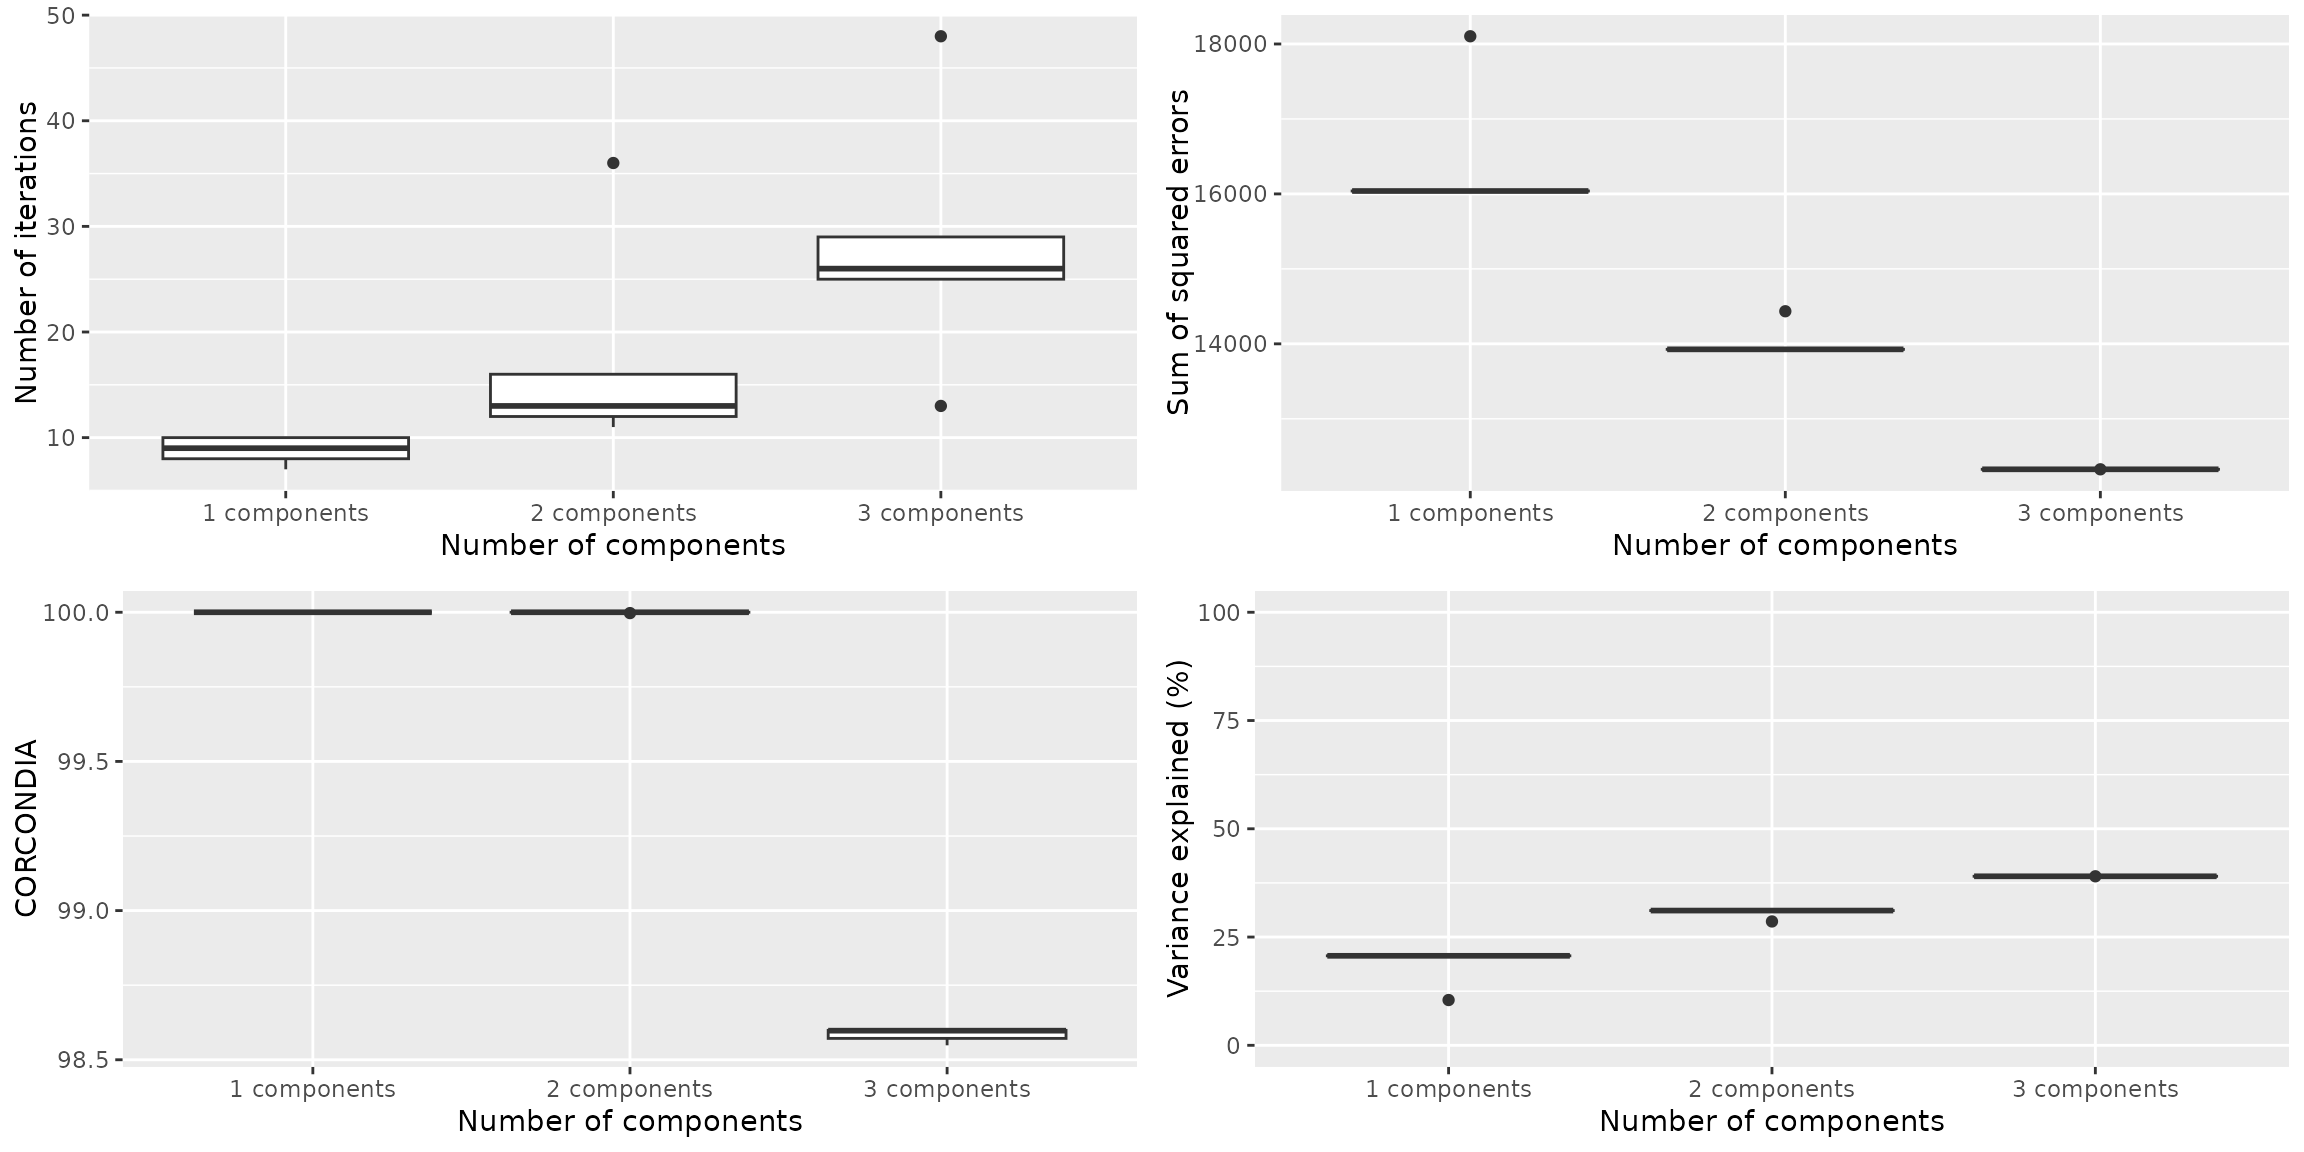 Number of iterations
50
40
30
20
10
1 components
2 components
3 components
Number of components
Sum of squared errors
18000
16000
14000
1 components
2 components
3 components
Number of components
CORCONDIA
100.0
99.5
99.0
98.5
1 components
2 components
3 components
Number of components
Variance explained (%)
100
75
50
25
0
1 components
2 components
3 components
Number of components